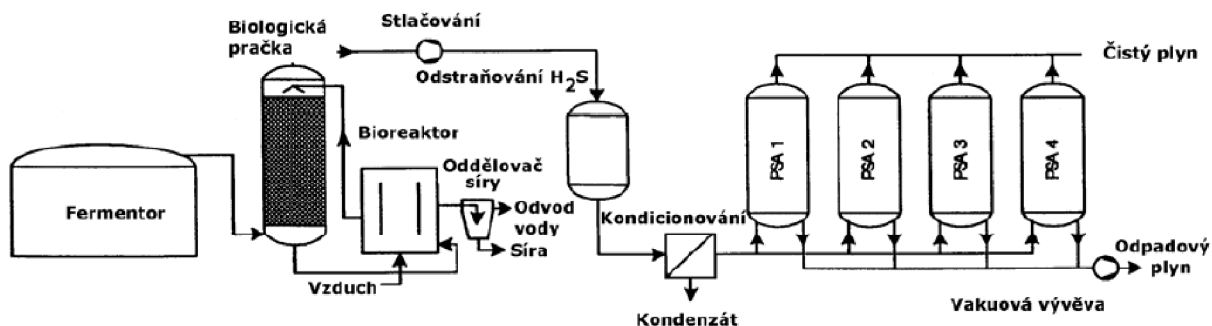 Biologická
pračka
Stlačování
Odstraňování H2S
Čistý plyn
Fermentor
Bioreaktor
Oddělovač
síry
Odvod
vody
Síra
Vzduch
Kondicionování
Kondenzát
PSA 1
PSA 2
PSA 3
PSA 4
Odpadový
plyn
Vakuová vývěva